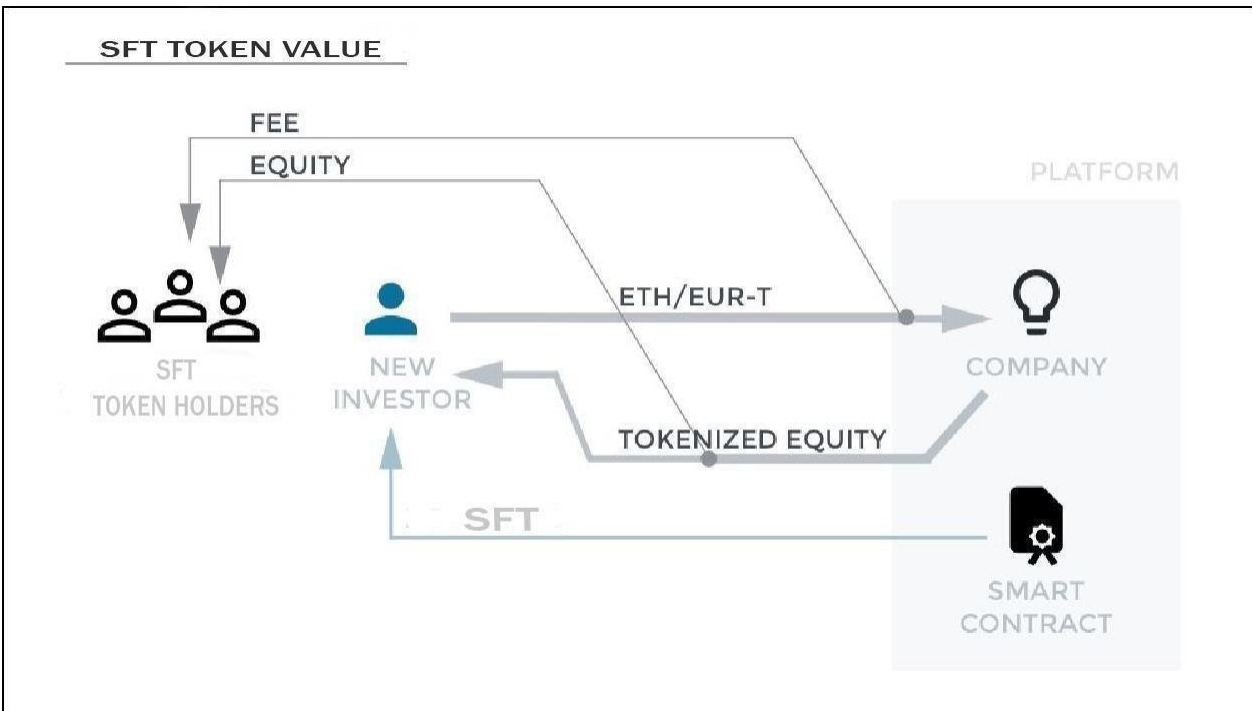 SFT TOKEN VALUE
FEE
EQUITY
PLATFORM
ETH/EUR-T
SFT
TOKEN HOLDERS
NEW
INVESTOR
COMPANY
TOKENIZED EQUITY
SFT
SMART
CONTRACT